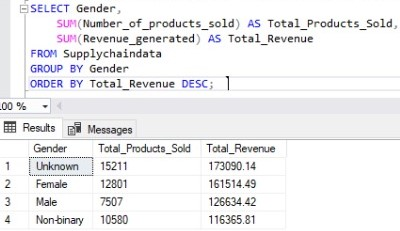 SELECT Gender,
SUM(Number_of_products_sold) AS Total_Products_Sold,
SUM(Revenue_generated) AS Total_Revenue
FROM Supplychaindata
GROUP BY Gender
ORDER BY Total_Revenue DESC;
00 %
Results Messages
Gender Total_Products_Sold Total_Revenue
1 Unknown 15211 173090.14
2 Female 12801 161514.49
3 Male 7507 126634.42
4 Non-binary 10580 116365.81